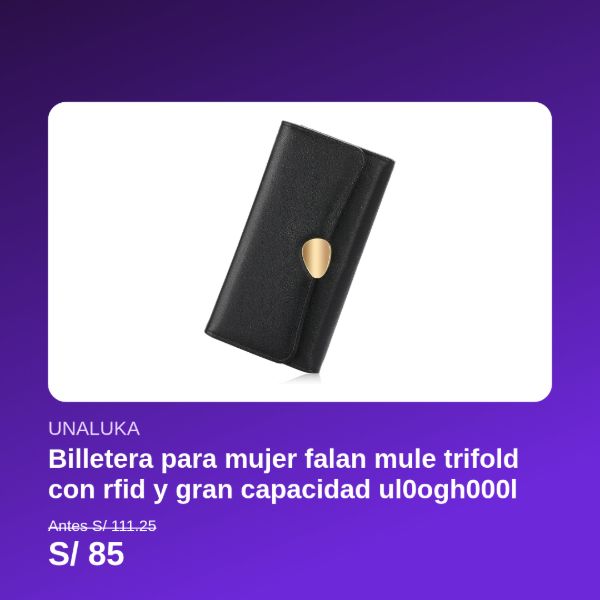 UNALUKA
Billetera para mujer falan mule trifold
con rfid y gran capacidad ul0ogh000l
Antes S/ 111.25
S/ 85